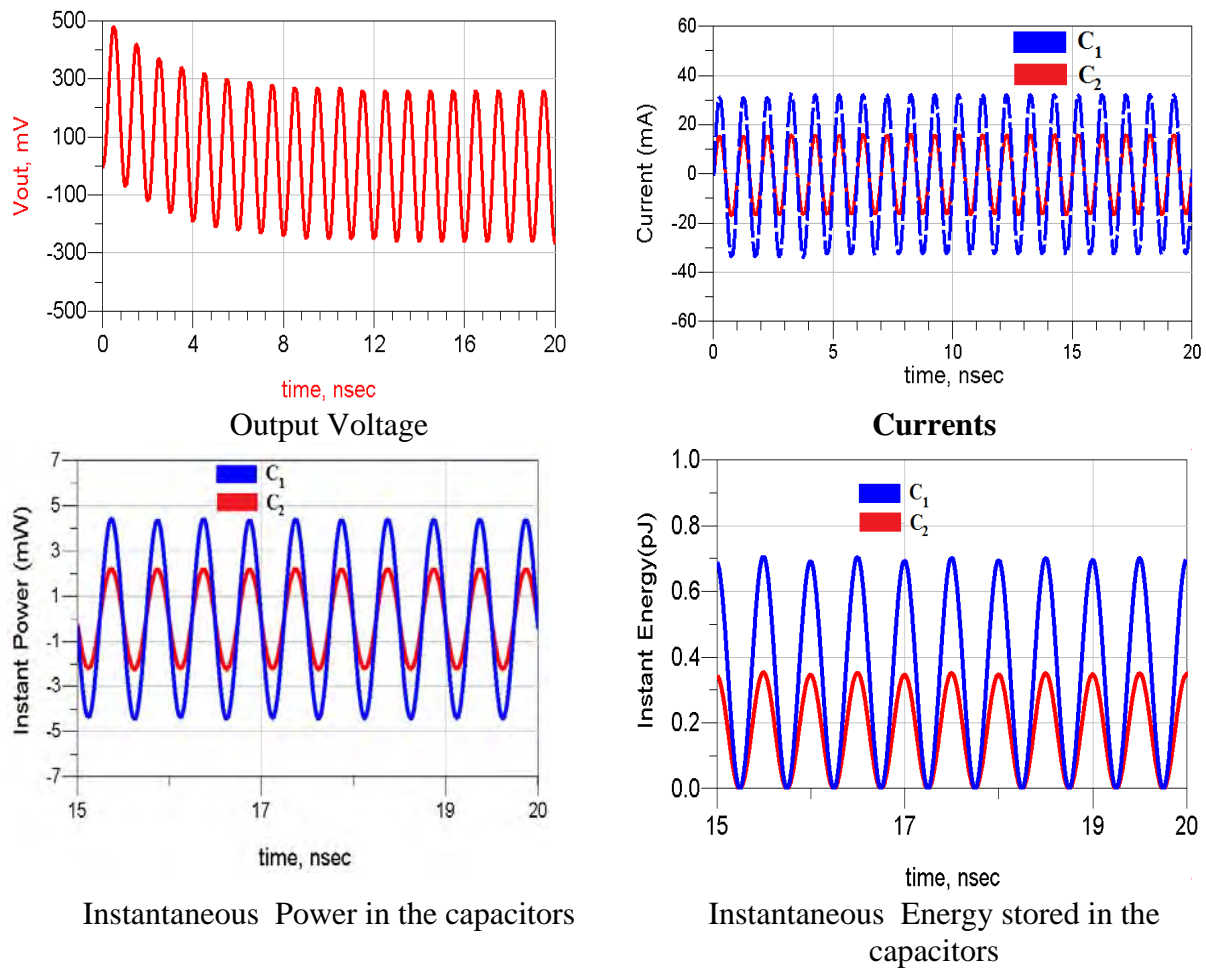 500
300
100
-100
-300
-500
Vout, mV
0 4 8 12 16 20
time, nsec
Output Voltage
60
40
20
0
-20
-40
-60
Current (mA)
C1
C2
0 5 10 15 20
time, nsec
Currents
7
5
3
1
-1
-3
-5
-7
Instant Power (mW)
C1
C2
15 17 19 20
time, nsec
Instantaneous Power in the capacitors
1.0
0.8
0.6
0.4
0.2
0.0
Instant Energy(pJ)
C1
C2
15 17 19 20
time, nsec
Instantaneous Energy stored in the
capacitors